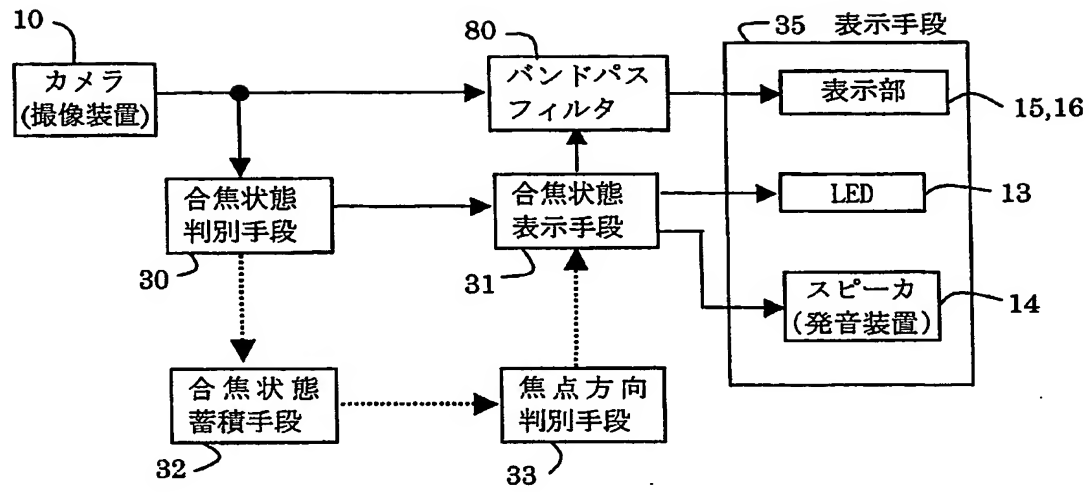 10
カメラ
(撮像装置)
80
バンドパス
フィルタ
35 表示手段
表示部
15,16
合焦状態
判別手段
30
合焦状態
表示手段
31
LED
13
スピーカ
(発音装置)
14
合焦状態
蓄積手段
32
焦点方向
判別手段
33